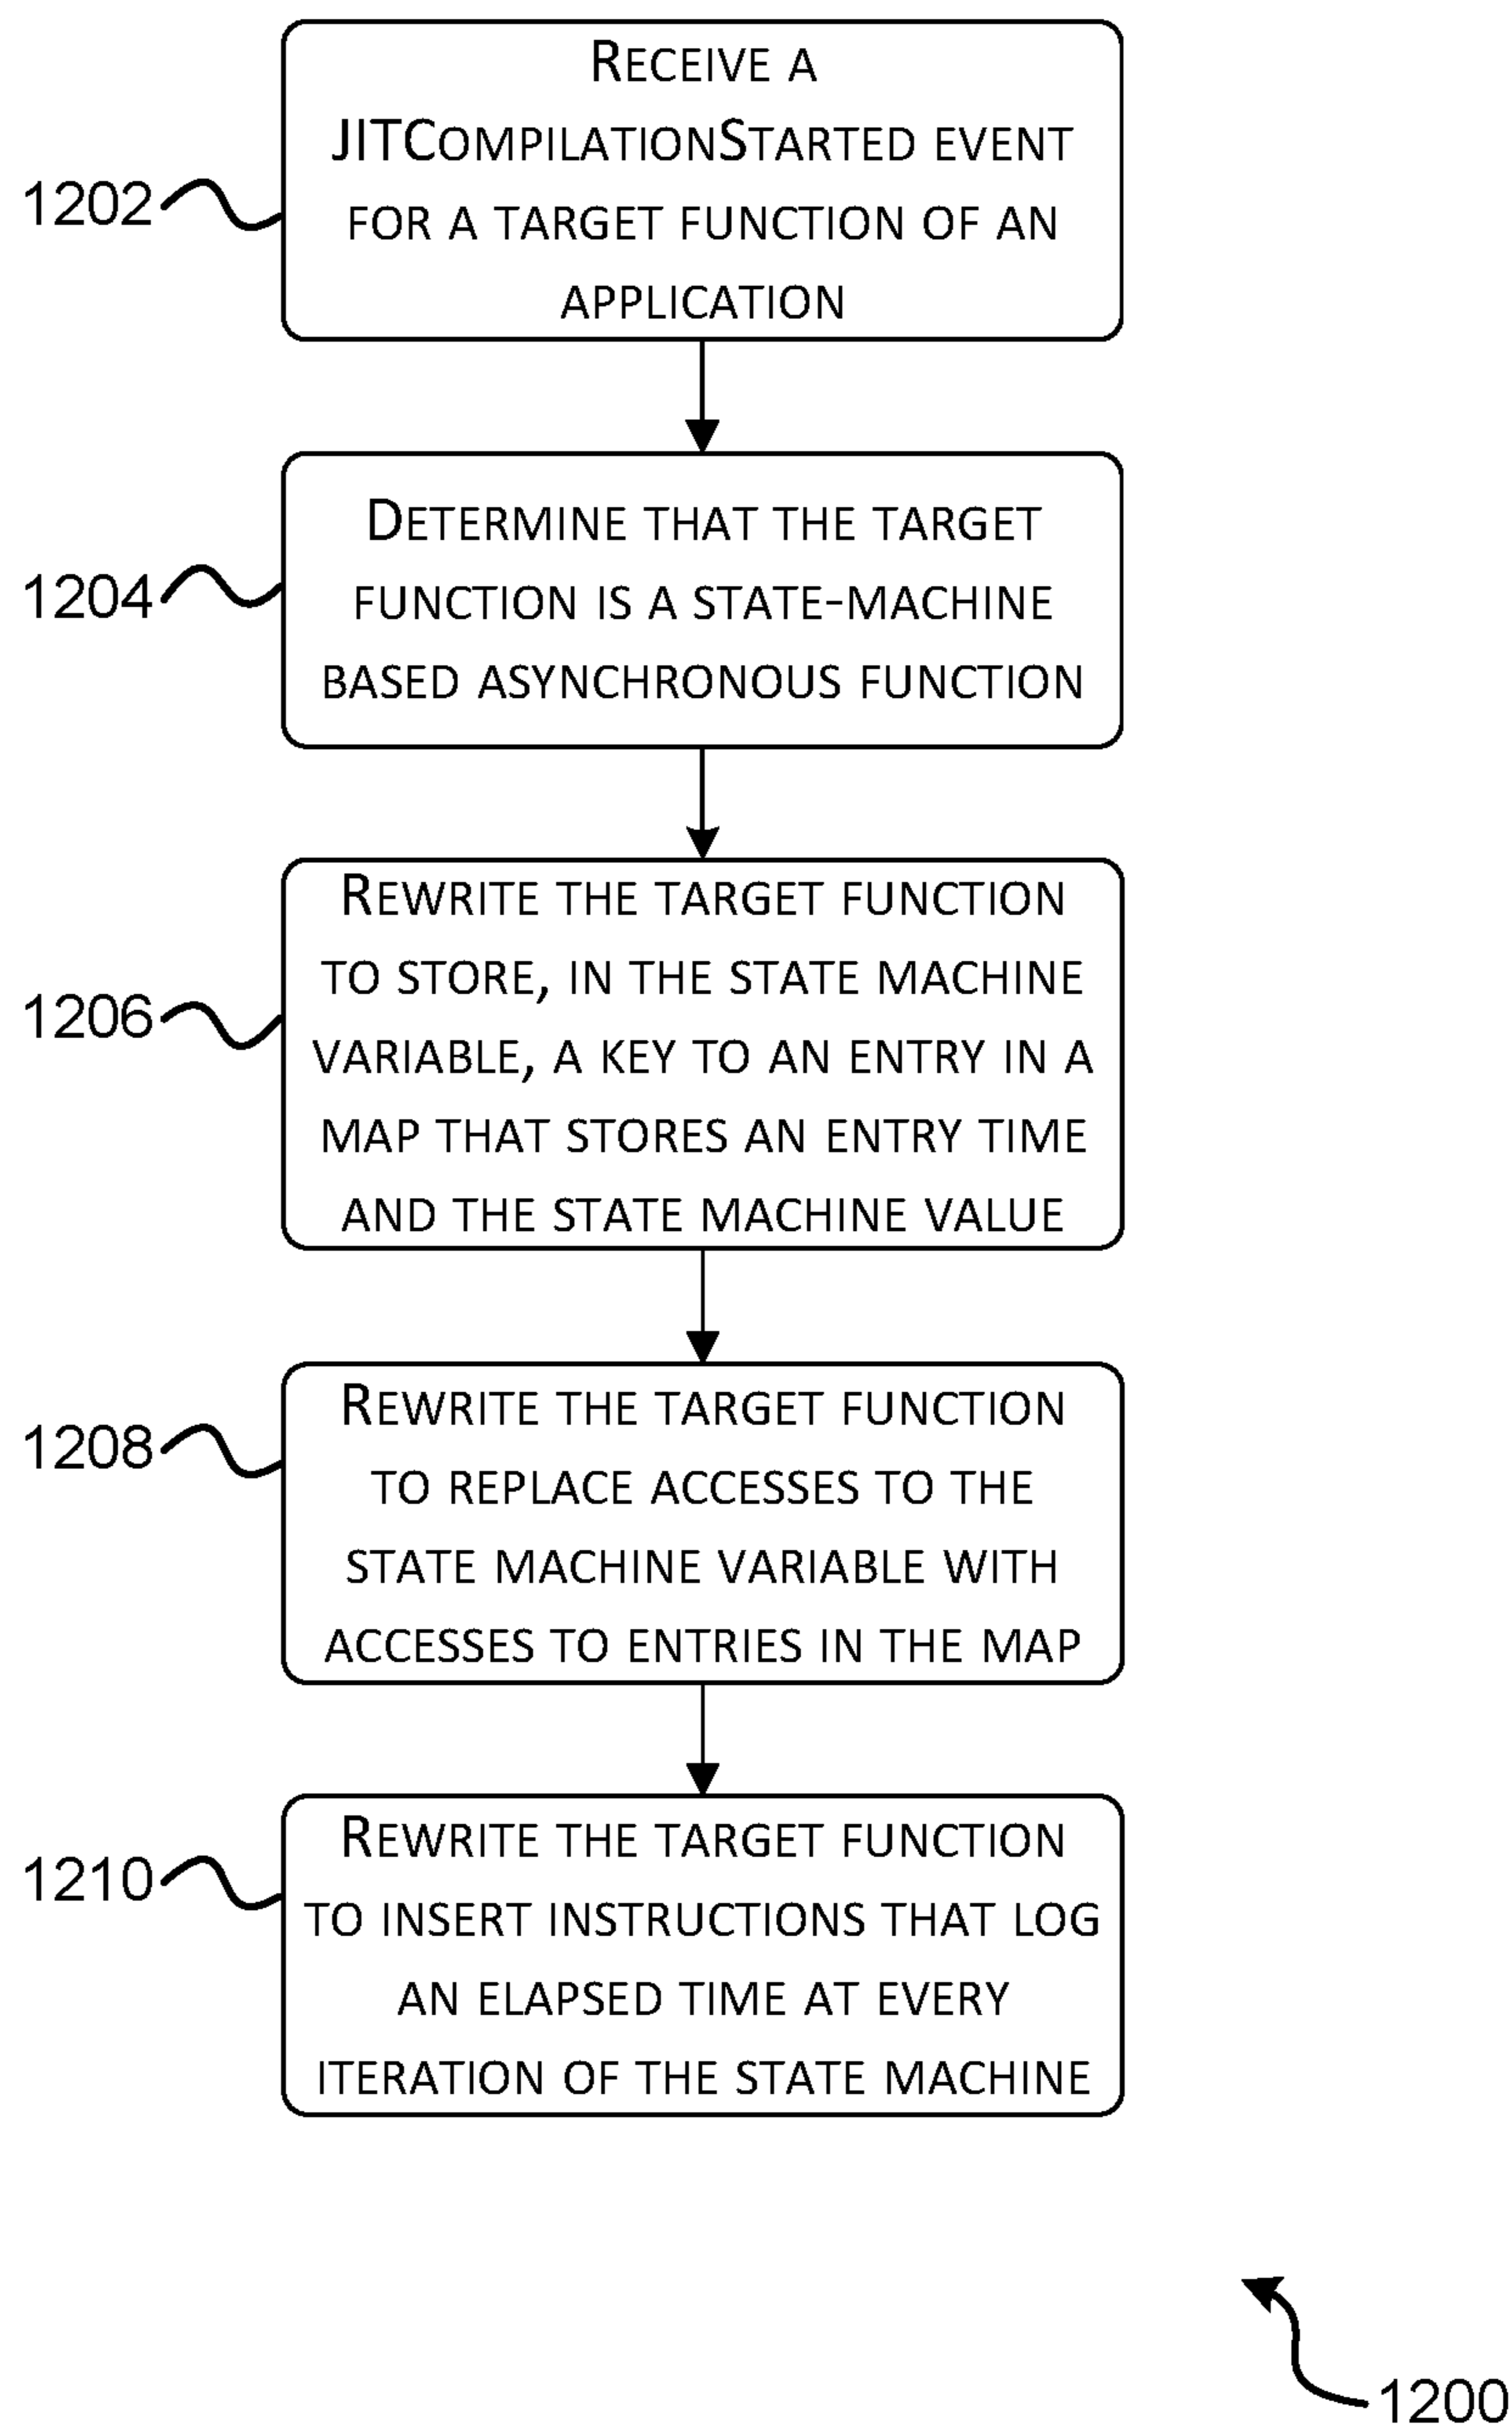 RECEIVE A
JITCOMPILATIONSTARTED EVENT
FOR A TARGET FUNCTION OF AN
APPLICATION
1202
DETERMINE THAT THE TARGET
FUNCTION IS A STATE-MACHINE
BASED ASYNCHRONOUS FUNCTION
1204
REWRITE THE TARGET FUNCTION
TO STORE, IN THE STATE MACHINE
VARIABLE, A KEY TO AN ENTRY IN A
MAP THAT STORES AN ENTRY TIME
AND THE STATE MACHINE VALUE
1206
REWRITE THE TARGET FUNCTION
TO REPLACE ACCESSES TO THE
STATE MACHINE VARIABLE WITH
ACCESSES TO ENTRIES IN THE MAP
1208
REWRITE THE TARGET FUNCTION
TO INSERT INSTRUCTIONS THAT LOG
AN ELAPSED TIME AT EVERY
ITERATION OF THE STATE MACHINE
1210
1200